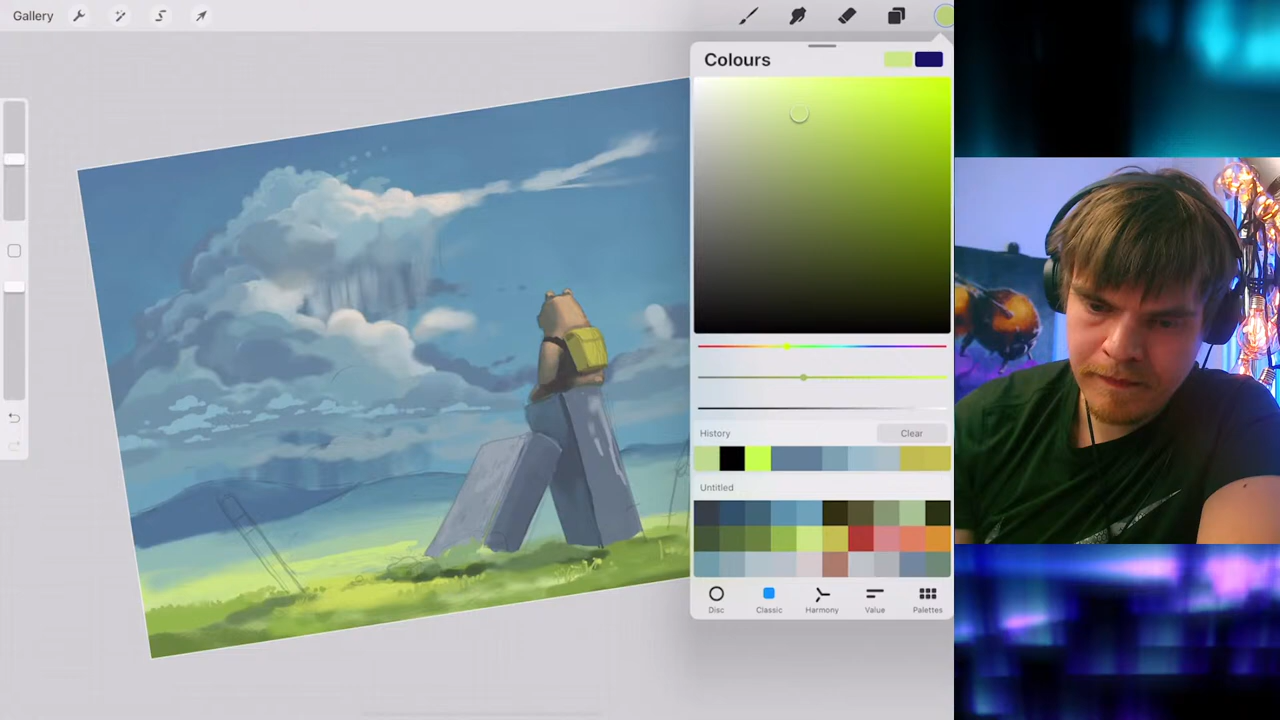 Gallery
Colours
History
Clear
Untitled
Disc
Classic
Harmony
Value
Palettes